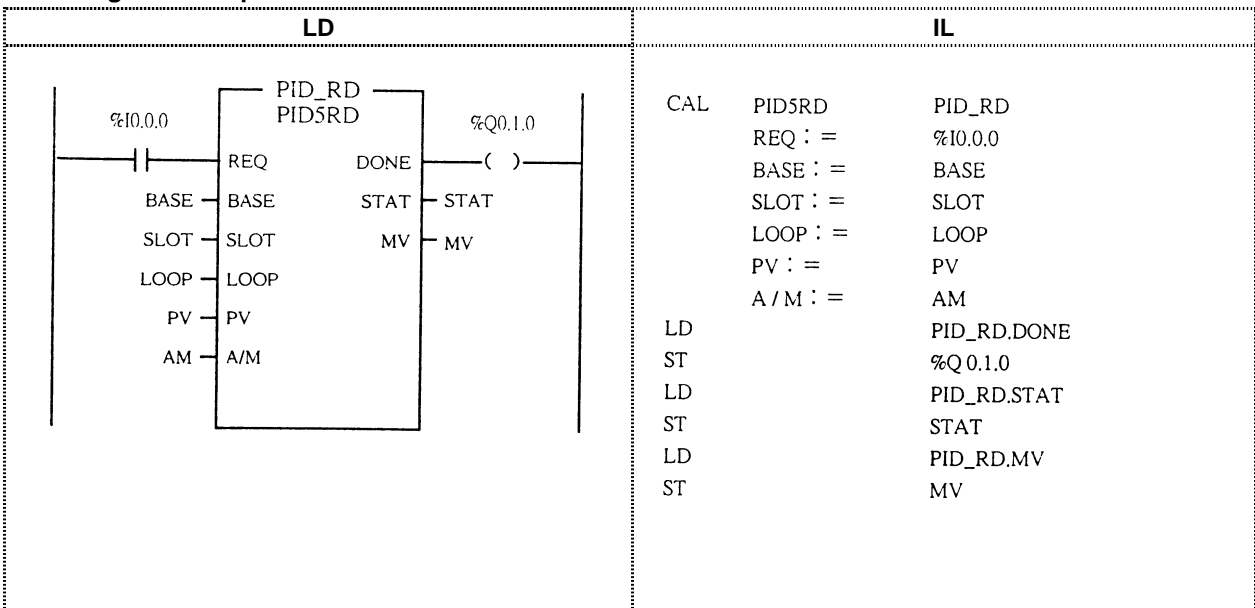 LD
IL
PID_RD
PID5RD
%I0.0.0
%Q0.1.0
REQ DONE
BASE BASE STAT STAT
SLOT SLOT MV MV
LOOP LOOP
PV PV
AM A/M
CAL PID5RD PID_RD
REQ : = %I0.0.0
BASE : = BASE
SLOT : = SLOT
LOOP : = LOOP
PV : = PV
A / M : = AM
LD PID_RD.DONE
ST %Q 0.1.0
LD PID_RD.STAT
ST STAT
LD PID_RD.MV
ST MV